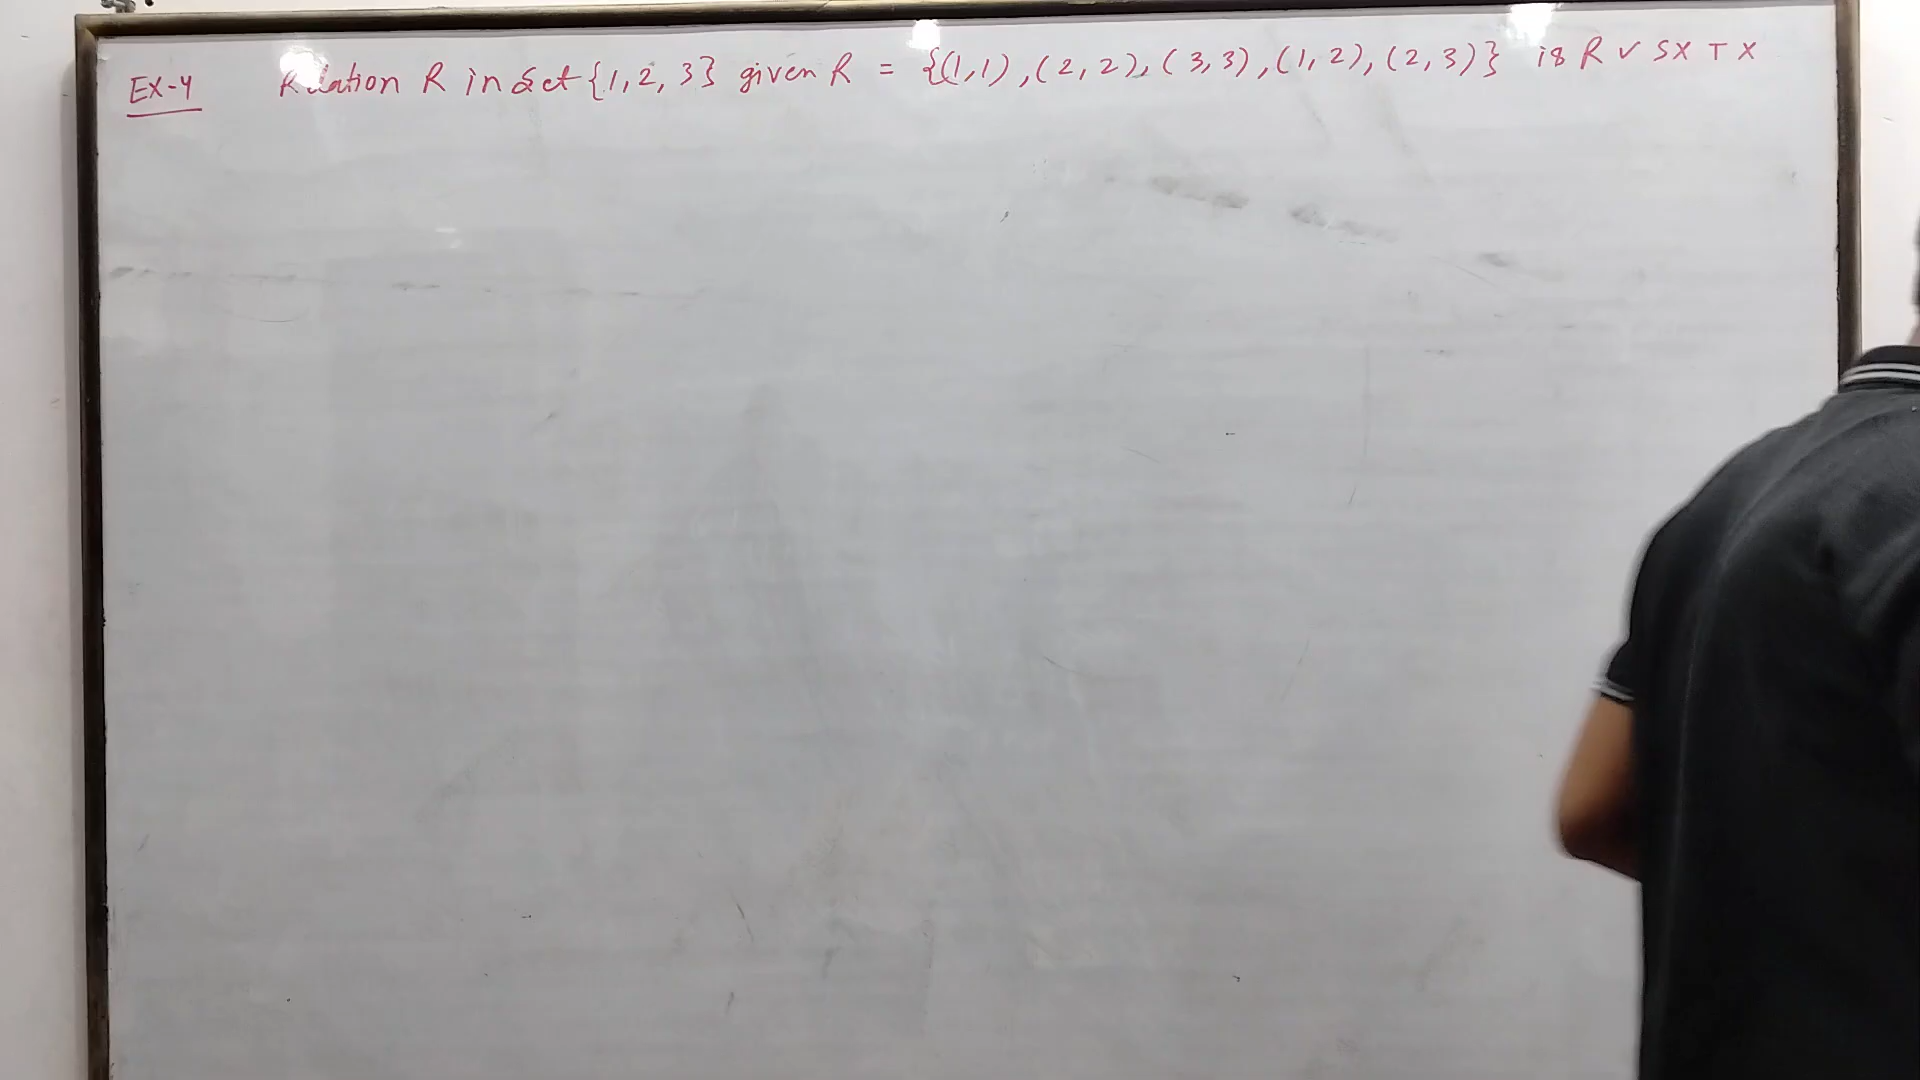 EX-4 Relation R in set {1, 2, 3} given R = {(1,1), (2, 2), (3,3), (1, 2), (2, 3)} is R ✓ S X T X